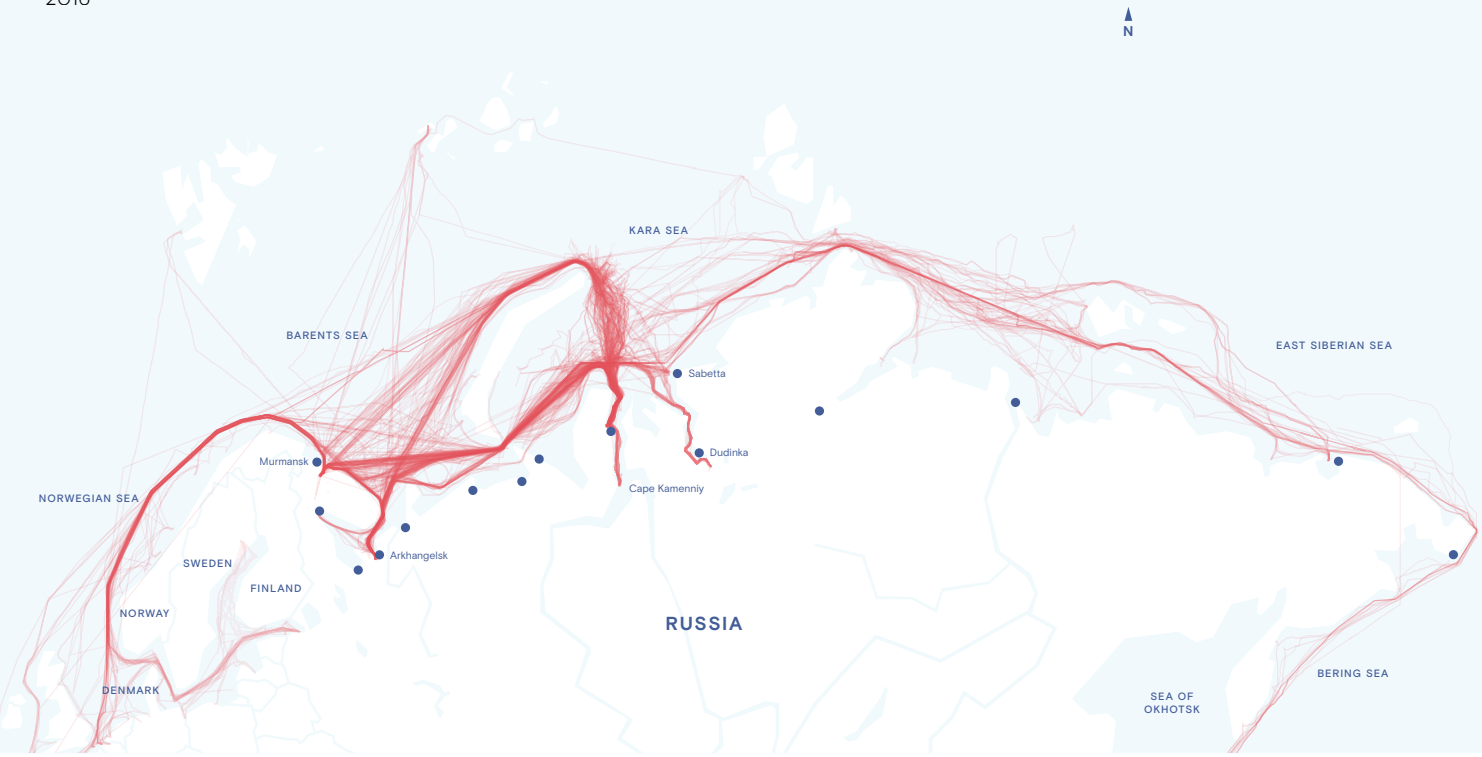 N
KARA SEA
BARENTS SEA
EAST SIBERIAN SEA
Sabetta
Murmansk
Dudinka
Cape Kamenniy
NORWEGIAN SEA
Arkhangelsk
SWEDEN
FINLAND
NORWAY
RUSSIA
BERING SEA
DENMARK
SEA OF
OKHOTSK